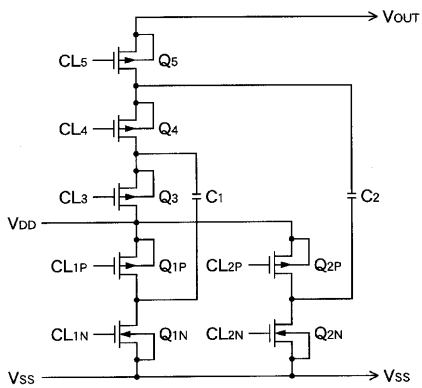 VOUT
CL5 Q5
CL4 Q4
CL3 Q3 C1 C2
VDD
CL1P Q1P CL2P Q2P
CL1N Q1N CL2N Q2N
VSS VSS